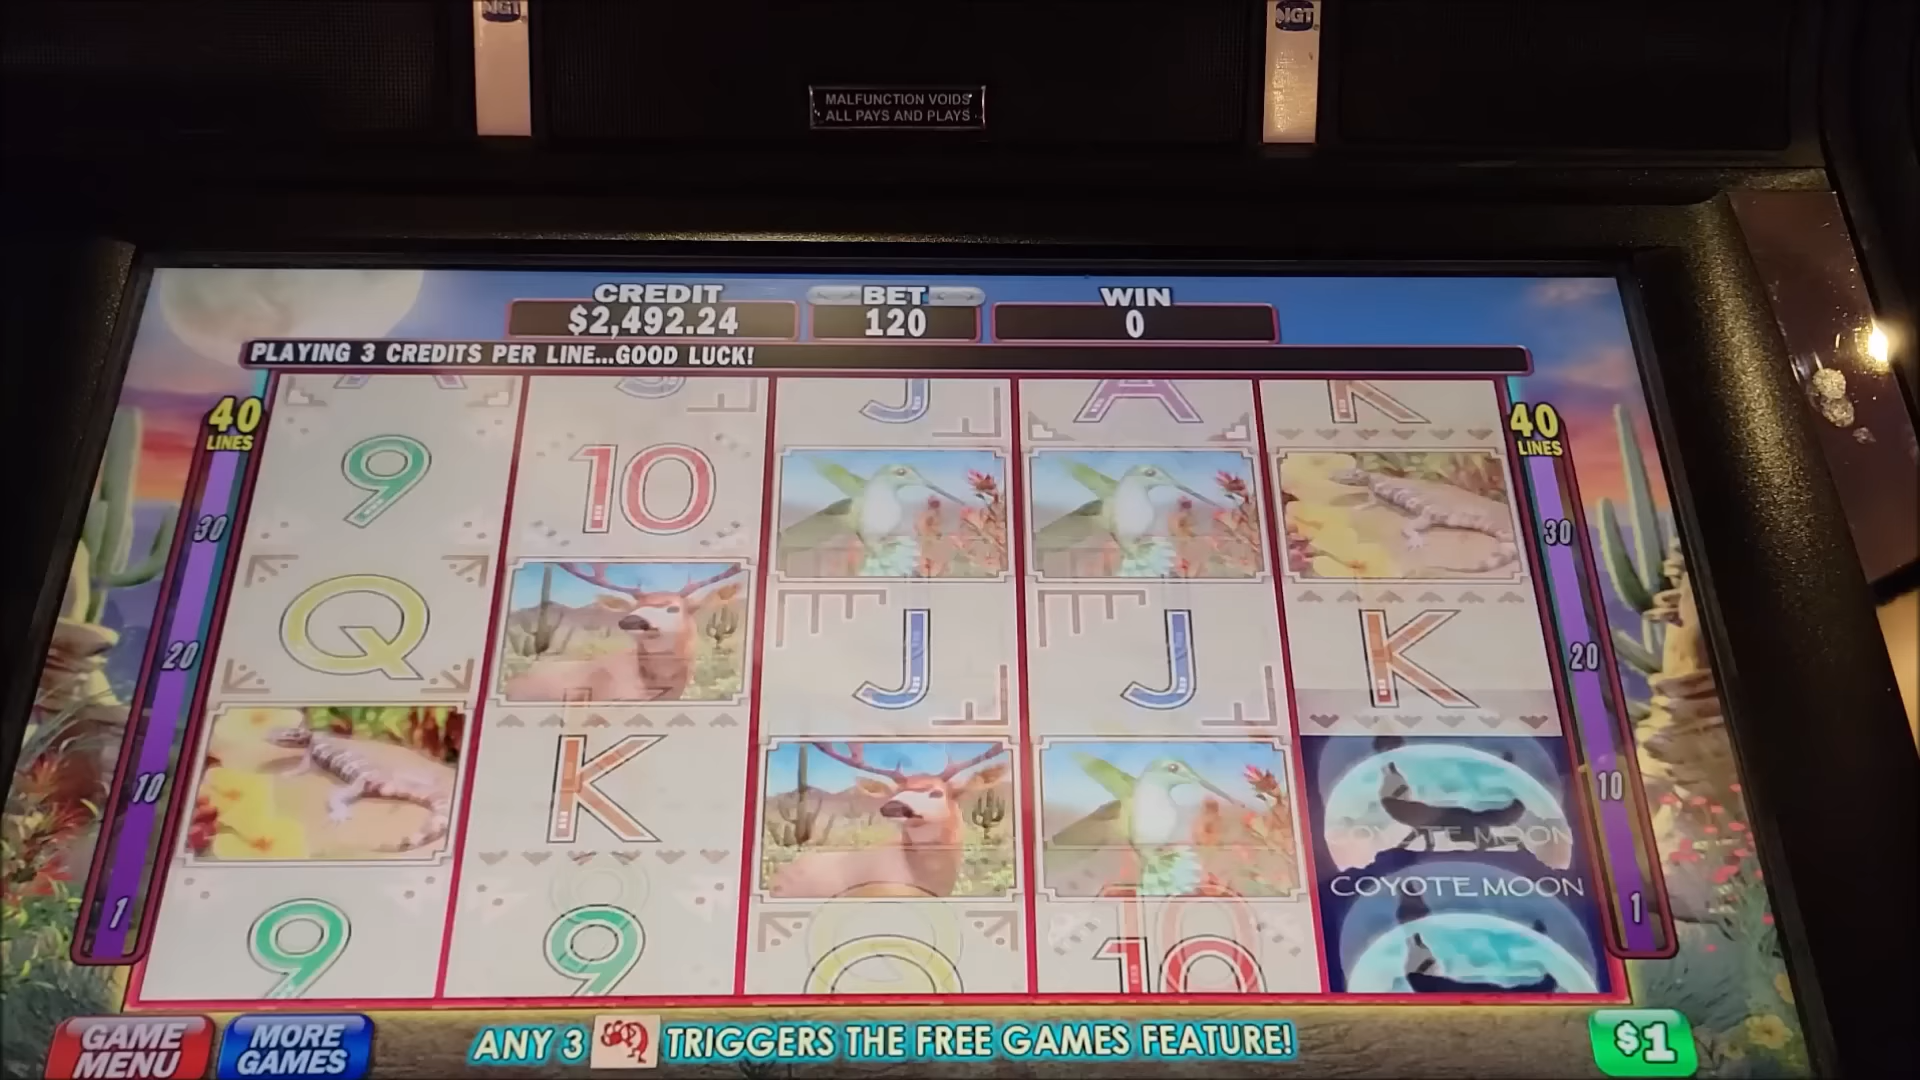 IGT IGT
MALFUNCTION VOIDS
ALL PAYS AND PLAYS
CREDIT BET WIN
$2,492.24 120 0
PLAYING 3 CREDITS PER LINE...GOOD LUCK!
A J J A K
40 LINES 40 LINES
9 10
30 30
Q J J K
20 20
K
10 10
COYOTE MOON
COYOTE MOON
1 1
9 9 Q 10
GAME MENU
MORE GAMES
ANY 3 TRIGGERS THE FREE GAMES FEATURE!
$1